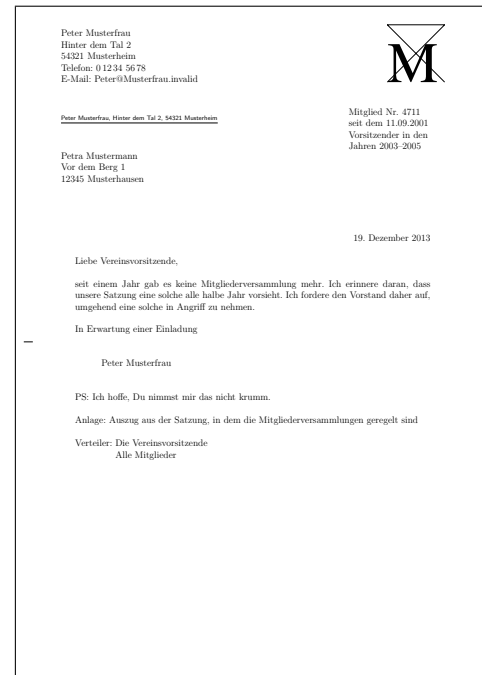 Peter Musterfrau
Hinter dem Tal 2
54321 Musterheim
Telefon: 0 12 34 56 78
E-Mail: Peter@Musterfrau.invalid
M
Peter Musterfrau, Hinter dem Tal 2, 54321 Musterheim
Mitglied Nr. 4711
seit dem 11.09.2001
Vorsitzender in den
Jahren 2003–2005
Petra Mustermann
Vor dem Berg 1
12345 Musterhausen
19. Dezember 2013
Liebe Vereinsvorsitzende,
seit einem Jahr gab es keine Mitgliederversammlung mehr. Ich erinnere daran, dass
unsere Satzung eine solche alle halbe Jahr vorsieht. Ich fordere den Vorstand daher auf,
umgehend eine solche in Angriff zu nehmen.
In Erwartung einer Einladung
Peter Musterfrau
PS: Ich hoffe, Du nimmst mir das nicht krumm.
Anlage: Auszug aus der Satzung, in dem die Mitgliederversammlungen geregelt sind
Verteiler: Die Vereinsvorsitzende
Alle Mitglieder